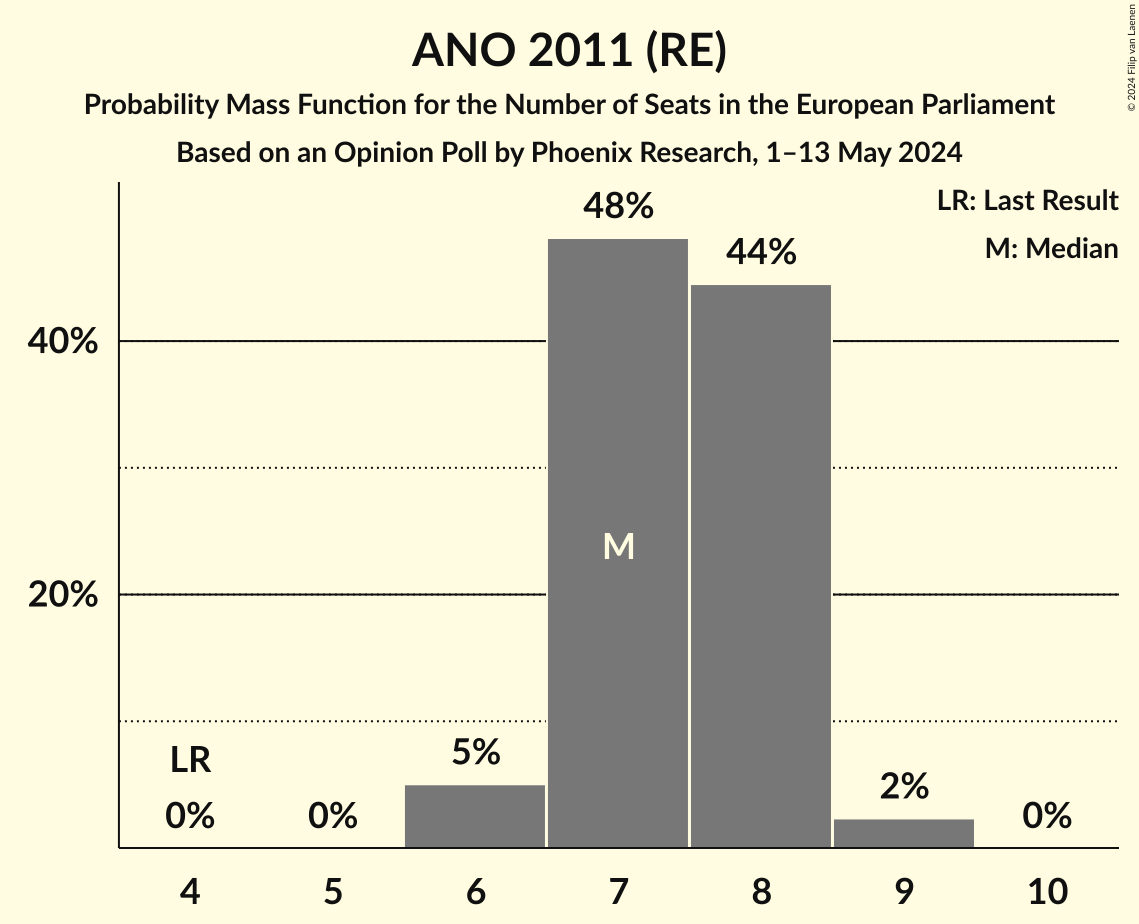 ANO 2011 (RE)
Probability Mass Function for the Number of Seats in the European Parliament
Based on an Opinion Poll by Phoenix Research, 1–13 May 2024
© 2024 Filip van Laenen
LR: Last Result
M: Median
48%
44%
40%
M
20%
LR
5%
2%
0%
0%
0%
4
5
6
7
8
9
10